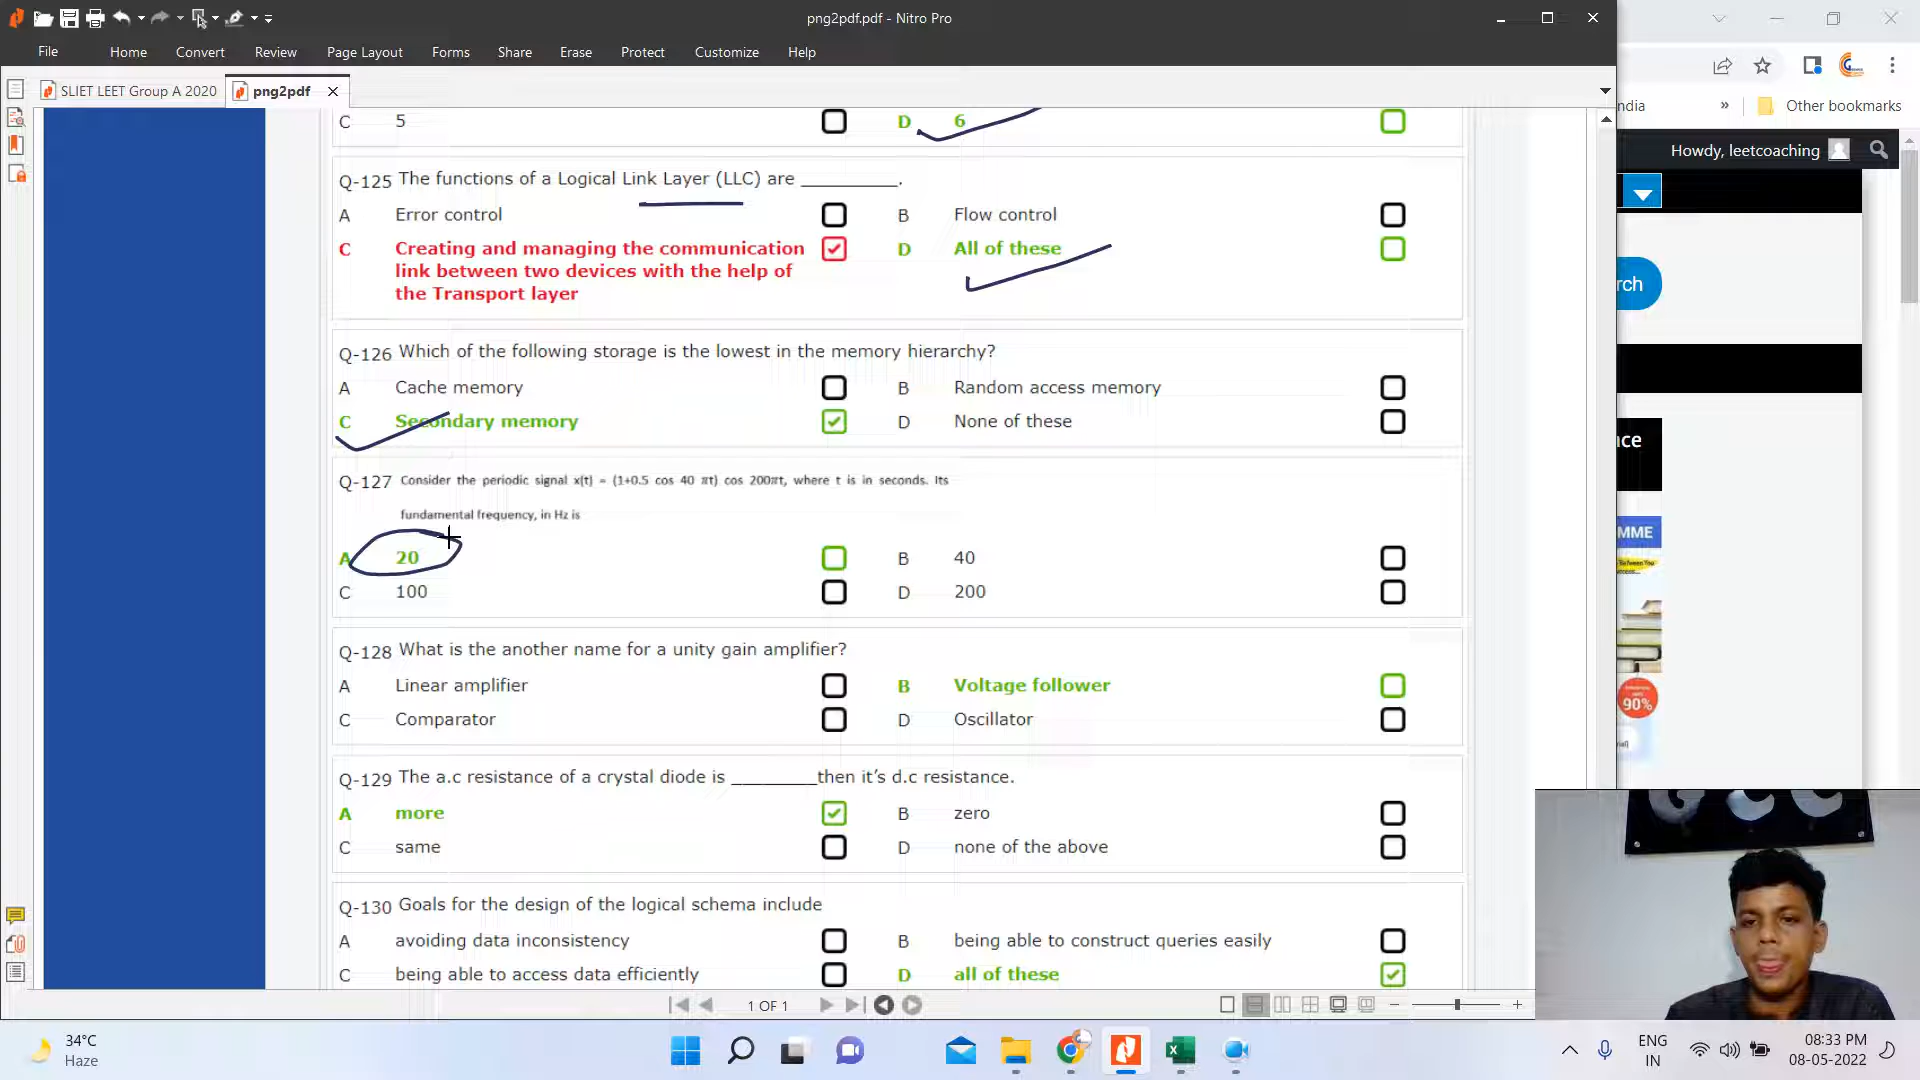 png2pdf.pdf - Nitro Pro
File Home Convert Review Page Layout Forms Share Erase Protect Customize Help
SLIET LEET Group A 2020
png2pdf
ndia
» Other bookmarks
Howdy, leetcoaching
C 5
D 6
Q-125 The functions of a Logical Link Layer (LLC) are __________.
A Error control
B Flow control
C Creating and managing the communication
link between two devices with the help of
the Transport layer
D All of these
rch
Q-126 Which of the following storage is the lowest in the memory hierarchy?
A Cache memory
B Random access memory
C Secondary memory
D None of these
nce
Q-127 Consider the periodic signal x(t) = (1+0.5 cos 40 πt) cos 200πt, where t is in seconds. Its
fundamental frequency, in Hz is
A 20
B 40
C 100
D 200
MME
Q-128 What is the another name for a unity gain amplifier?
A Linear amplifier
B Voltage follower
C Comparator
D Oscillator
90%
Q-129 The a.c resistance of a crystal diode is _________then it's d.c resistance.
A more
B zero
C same
D none of the above
GCC
Q-130 Goals for the design of the logical schema include
A avoiding data inconsistency
B being able to construct queries easily
C being able to access data efficiently
D all of these
1 OF 1
34°C
Haze
ENG
IN
08:33 PM
08-05-2022